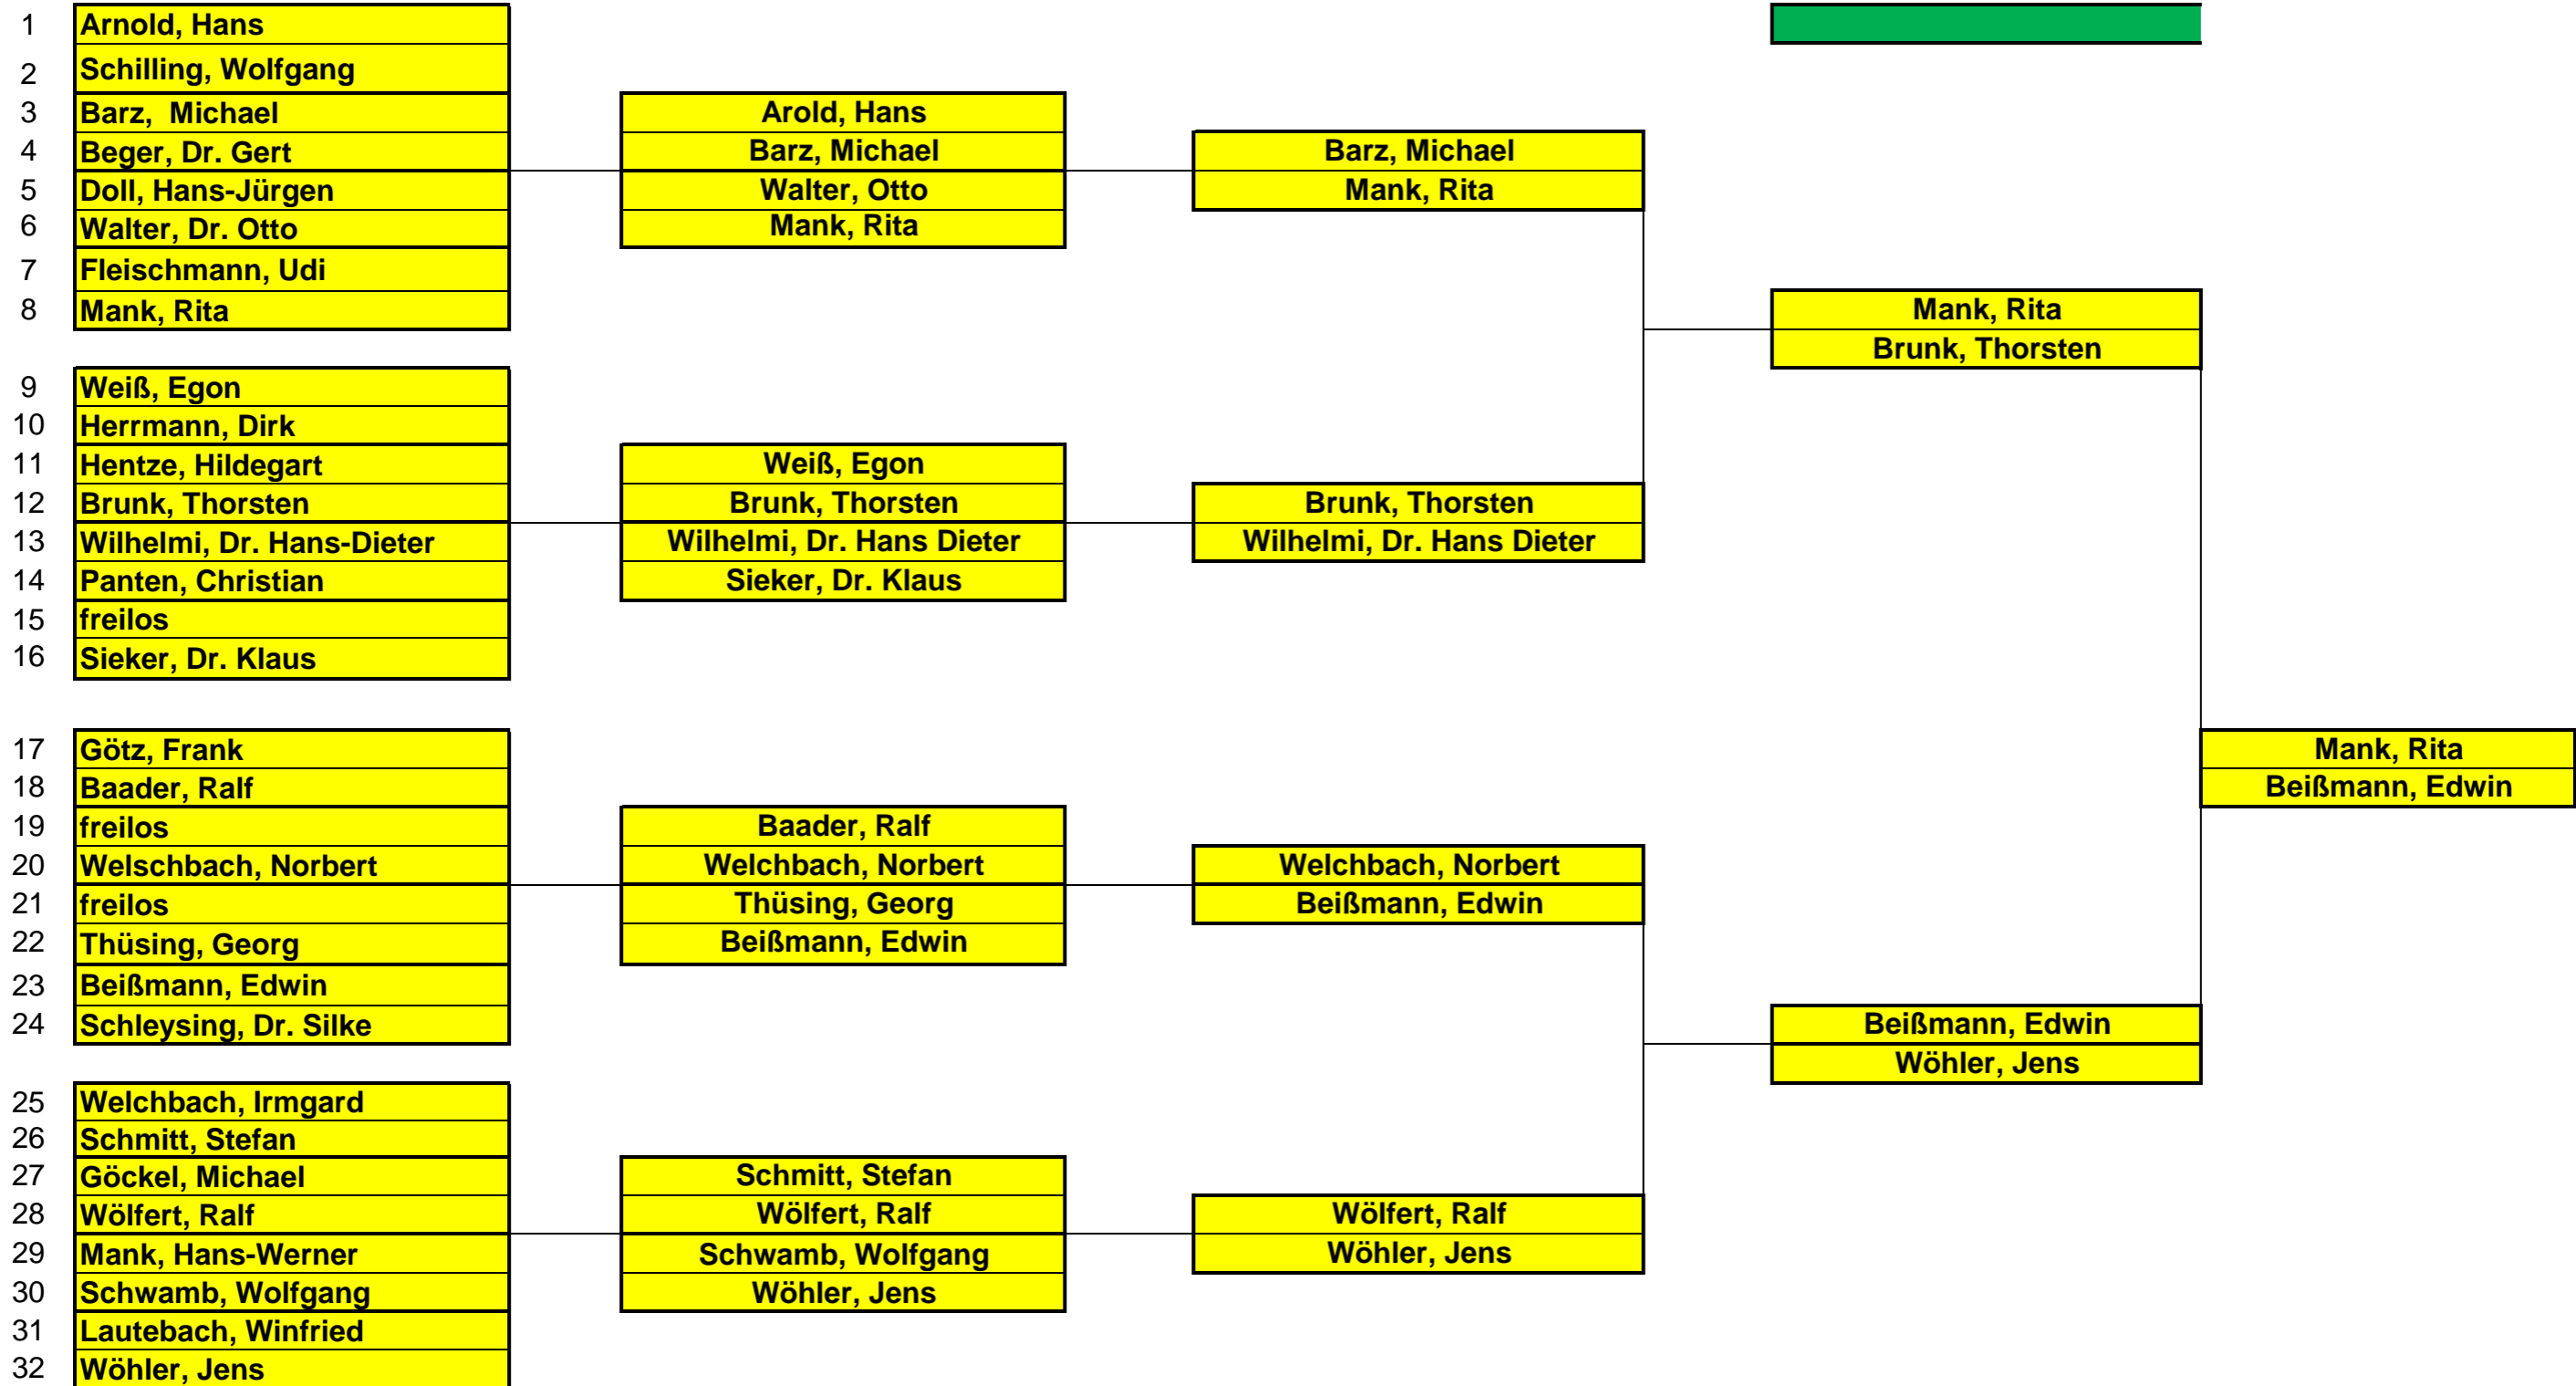 1 Arnold, Hans
2 Schilling, Wolfgang
3 Barz,  Michael
4 Beger, Dr. Gert
5 Doll, Hans-Jürgen
6 Walter, Dr. Otto
7 Fleischmann, Udi
8 Mank, Rita
9 Weiß, Egon
10 Herrmann, Dirk
11 Hentze, Hildegart
12 Brunk, Thorsten
13 Wilhelmi, Dr. Hans-Dieter
14 Panten, Christian
15 freilos
16 Sieker, Dr. Klaus
17 Götz, Frank
18 Baader, Ralf
19 freilos
20 Welschbach, Norbert
21 freilos
22 Thüsing, Georg
23 Beißmann, Edwin
24 Schleysing, Dr. Silke
25 Welchbach, Irmgard
26 Schmitt, Stefan
27 Göckel, Michael
28 Wölfert, Ralf
29 Mank, Hans-Werner
30 Schwamb, Wolfgang
31 Lautebach, Winfried
32 Wöhler, Jens
Arold, Hans
Barz, Michael
Walter, Otto
Mank, Rita
Weiß, Egon
Brunk, Thorsten
Wilhelmi, Dr. Hans Dieter
Sieker, Dr. Klaus
Baader, Ralf
Welchbach, Norbert
Thüsing, Georg
Beißmann, Edwin
Schmitt, Stefan
Wölfert, Ralf
Schwamb, Wolfgang
Wöhler, Jens
Barz, Michael
Mank, Rita
Brunk, Thorsten
Wilhelmi, Dr. Hans Dieter
Welchbach, Norbert
Beißmann, Edwin
Wölfert, Ralf
Wöhler, Jens
Mank, Rita
Brunk, Thorsten
Beißmann, Edwin
Wöhler, Jens
Mank, Rita
Beißmann, Edwin